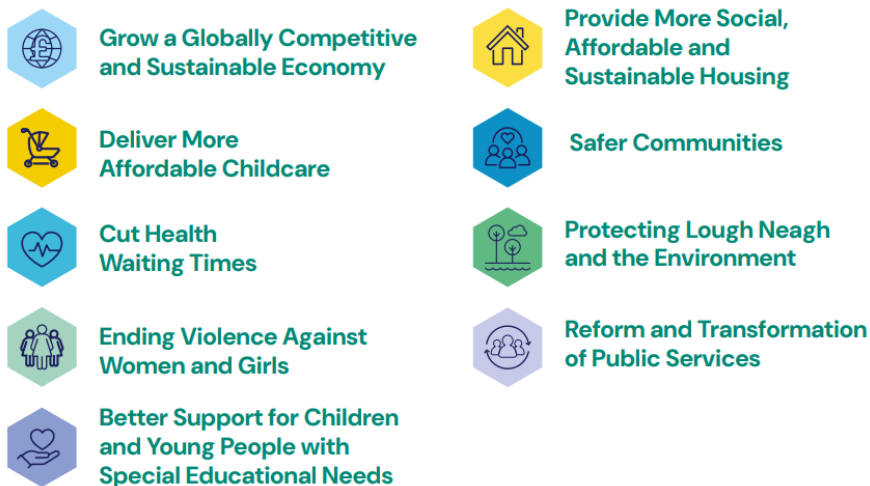 Grow a Globally Competitive
and Sustainable Economy
Deliver More
Affordable Childcare
Cut Health
Waiting Times
Ending Violence Against
Women and Girls
Better Support for Children
and Young People with
Special Educational Needs
Provide More Social,
Affordable and
Sustainable Housing
Safer Communities
Protecting Lough Neagh
and the Environment
Reform and Transformation
of Public Services